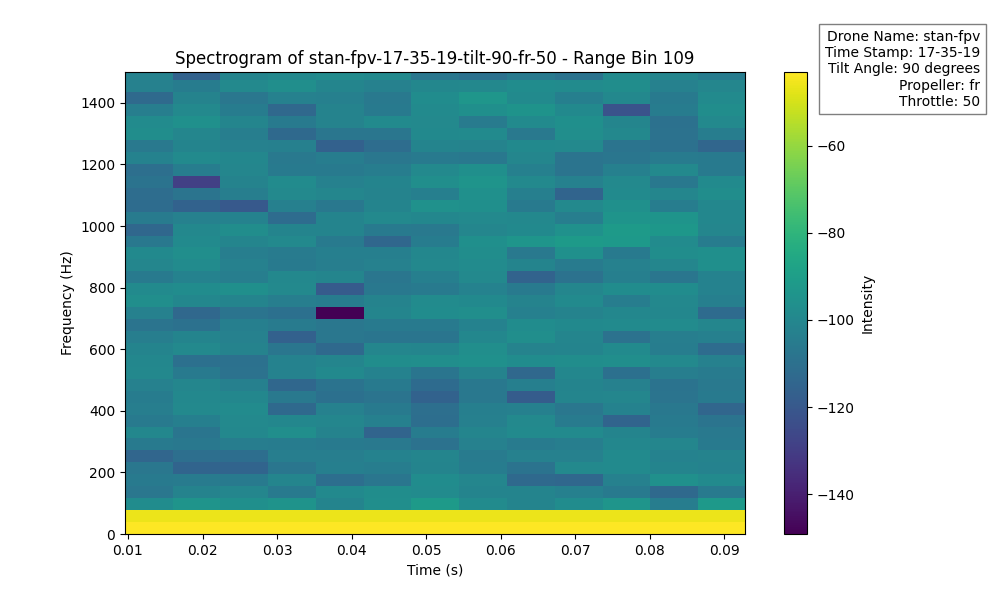 Drone Name: stan-fpv
Time Stamp: 17-35-19
Tilt Angle: 90 degrees
Propeller: fr
Throttle: 50
Spectrogram of stan-fpv-17-35-19-tilt-90-fr-50 - Range Bin 109
1400
1200
1000
800
600
400
200
0
Frequency (Hz)
0.01 0.02 0.03 0.04 0.05 0.06 0.07 0.08 0.09
Time (s)
−60
−80
−100
−120
−140
Intensity